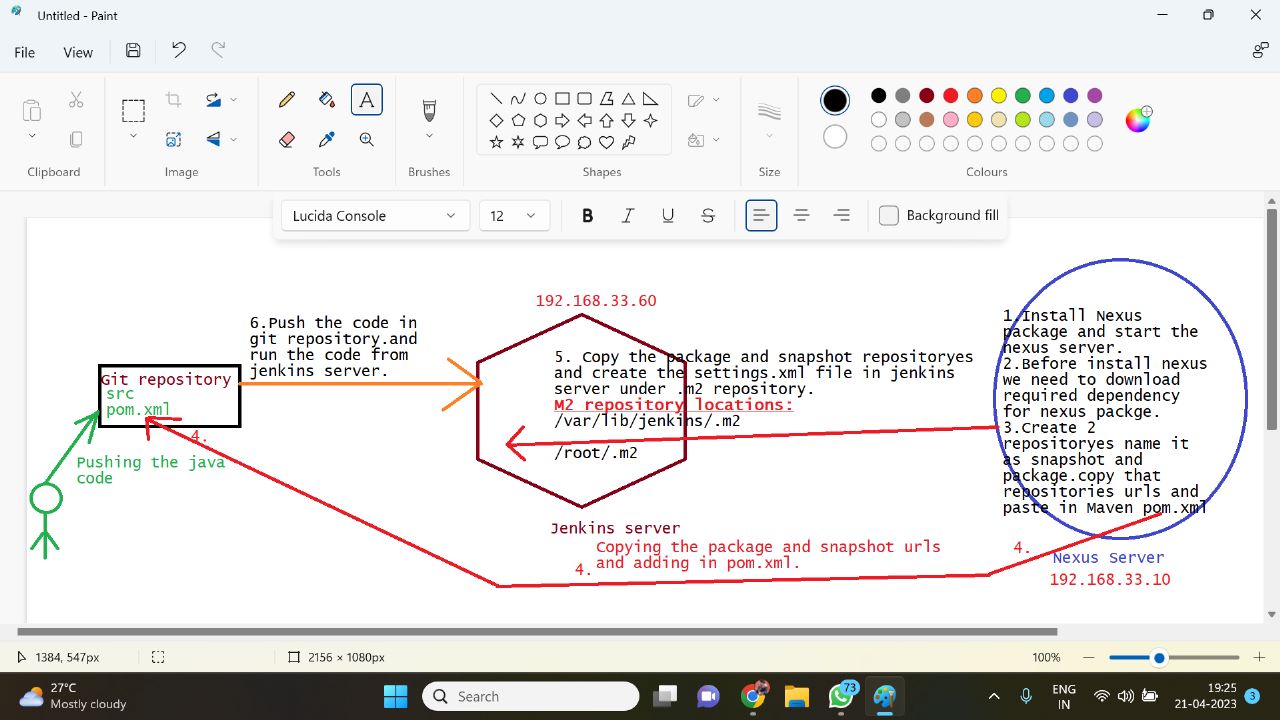 Untitled - Paint
File
View
Clipboard
Image
Tools
Brushes
Shapes
Size
Colours
Lucida Console
12
B
I
U
S
Background fill
192.168.33.60
6.Push the code in
git repository.and
run the code from
jenkins server.
Git repository
src
pom.xml
4.
Pushing the java
code
5. Copy the package and snapshot repositoryes
and create the settings.xml file in jenkins
server under .m2 repository.
M2 repository locations:
/var/lib/jenkins/.m2
/root/.m2
Jenkins server
Copying the package and snapshot urls
4. and adding in pom.xml.
1.Install Nexus
package and start the
nexus server.
2.Before install nexus
we need to download
required dependency
for nexus packge.
3.Create 2
repositoryes name it
as snapshot and
package.copy that
repositories urls and
paste in Maven pom.xml
4.
Nexus Server
192.168.33.10
1384, 547px
2156 × 1080px
100%
27°C
Mostly cloudy
Search
73
ENG
IN
19:25
21-04-2023
3